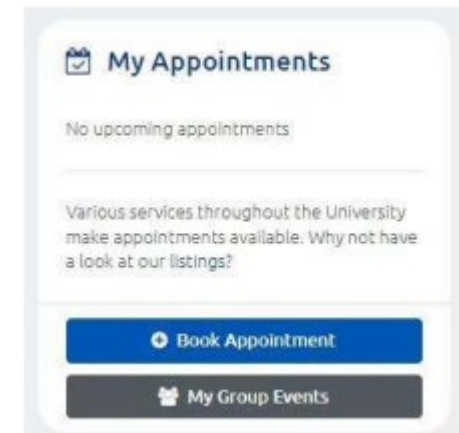 My Appointments
No upcoming appointments
Various services throughout the University
make appointments available. Why not have
a look at our listings?
Book Appointment
My Group Events